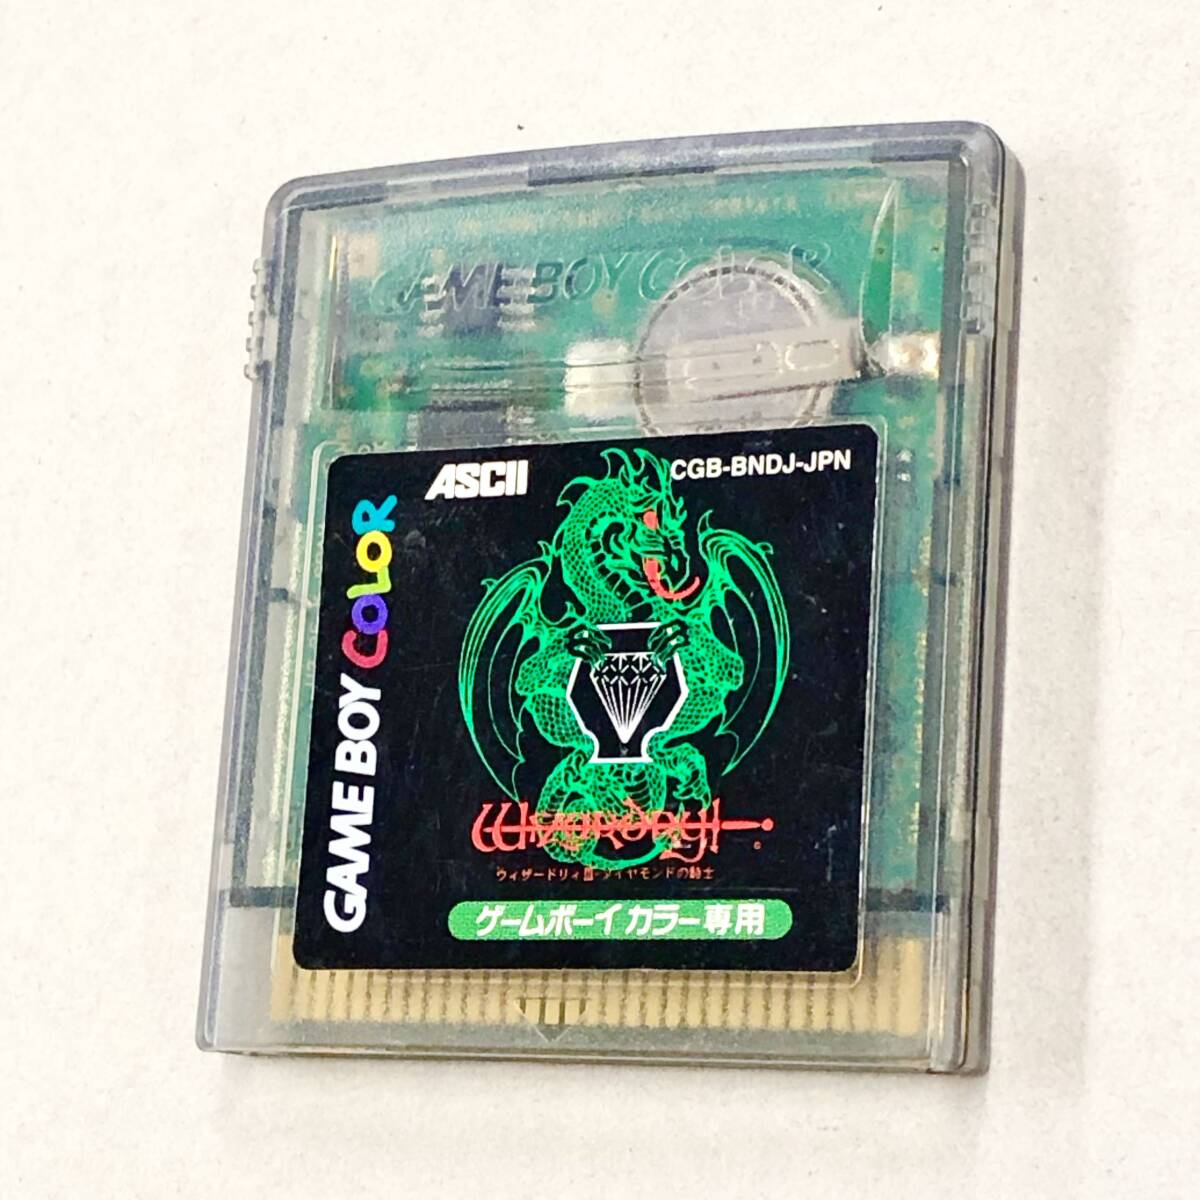 GAME BOY COLOR
ASCII
CGB-BNDJ-JPN
GAME BOY COLOR
Wizardry
ウィザードリィIII-ダイヤモンドの騎士
ゲームボーイカラー専用